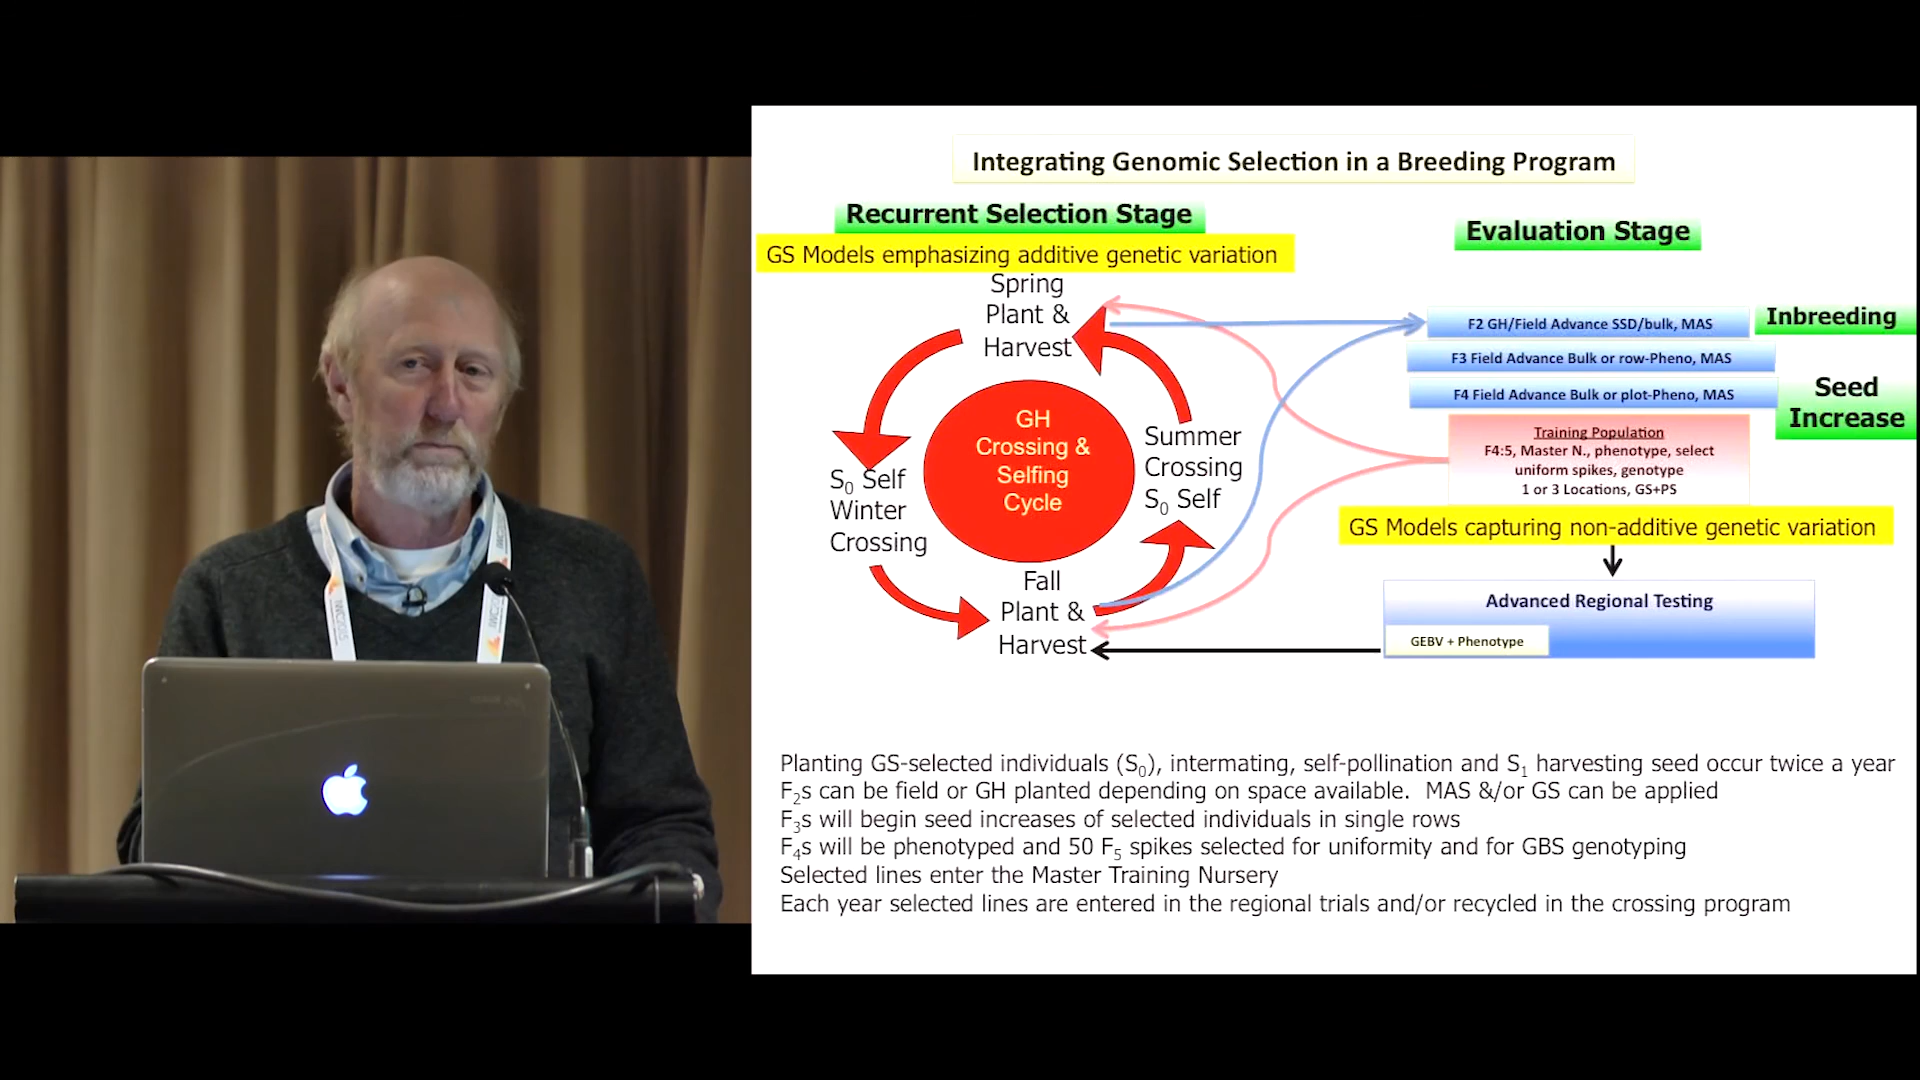 Integrating Genomic Selection in a Breeding Program
Recurrent Selection Stage
GS Models emphasizing additive genetic variation
Evaluation Stage
Spring
Plant &
Harvest
GH
Crossing &
Selfing
Cycle
Summer
Crossing
S0 Self
S0 Self
Winter
Crossing
Fall
Plant &
Harvest
F2 GH/Field Advance SSD/bulk, MAS
Inbreeding
F3 Field Advance Bulk or row-Pheno, MAS
F4 Field Advance Bulk or plot-Pheno, MAS
Seed
Increase
Training Population
F4:5, Master N., phenotype, select
uniform spikes, genotype
1 or 3 Locations, GS+PS
GS Models capturing non-additive genetic variation
Advanced Regional Testing
GEBV + Phenotype
Planting GS-selected individuals (S0), intermating, self-pollination and S1 harvesting seed occur twice a year
F2s can be field or GH planted depending on space available. MAS &/or GS can be applied
F3s will begin seed increases of selected individuals in single rows
F4s will be phenotyped and 50 F5 spikes selected for uniformity and for GBS genotyping
Selected lines enter the Master Training Nursery
Each year selected lines are entered in the regional trials and/or recycled in the crossing program